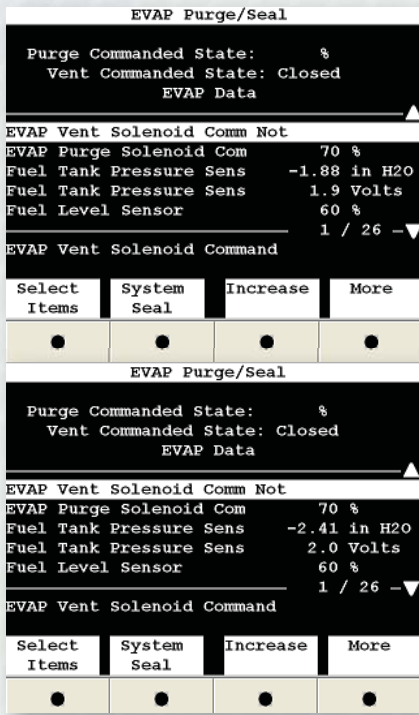 EVAP Purge/Seal
Purge Commanded State: %
Vent Commanded State: Closed
EVAP Data
EVAP Vent Solenoid Comm Not
EVAP Purge Solenoid Com 70 %
Fuel Tank Pressure Sens -1.88 in H2O
Fuel Tank Pressure Sens 1.9 Volts
Fuel Level Sensor 60 %
1 / 26
EVAP Vent Solenoid Command
Select Items System Seal Increase More
EVAP Purge/Seal
Purge Commanded State: %
Vent Commanded State: Closed
EVAP Data
EVAP Vent Solenoid Comm Not
EVAP Purge Solenoid Com 70 %
Fuel Tank Pressure Sens -2.41 in H2O
Fuel Tank Pressure Sens 2.0 Volts
Fuel Level Sensor 60 %
1 / 26
EVAP Vent Solenoid Command
Select Items System Seal Increase More